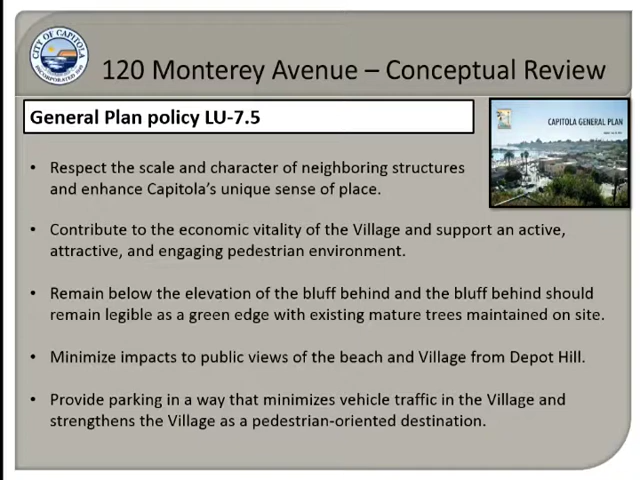 CITY OF CAPITOLA
INCORPORATED 1949
120 Monterey Avenue – Conceptual Review
General Plan policy LU-7.5
CAPITOLA GENERAL PLAN
• Respect the scale and character of neighboring structures
and enhance Capitola's unique sense of place.
• Contribute to the economic vitality of the Village and support an active,
attractive, and engaging pedestrian environment.
• Remain below the elevation of the bluff behind and the bluff behind should
remain legible as a green edge with existing mature trees maintained on site.
• Minimize impacts to public views of the beach and Village from Depot Hill.
• Provide parking in a way that minimizes vehicle traffic in the Village and
strengthens the Village as a pedestrian-oriented destination.